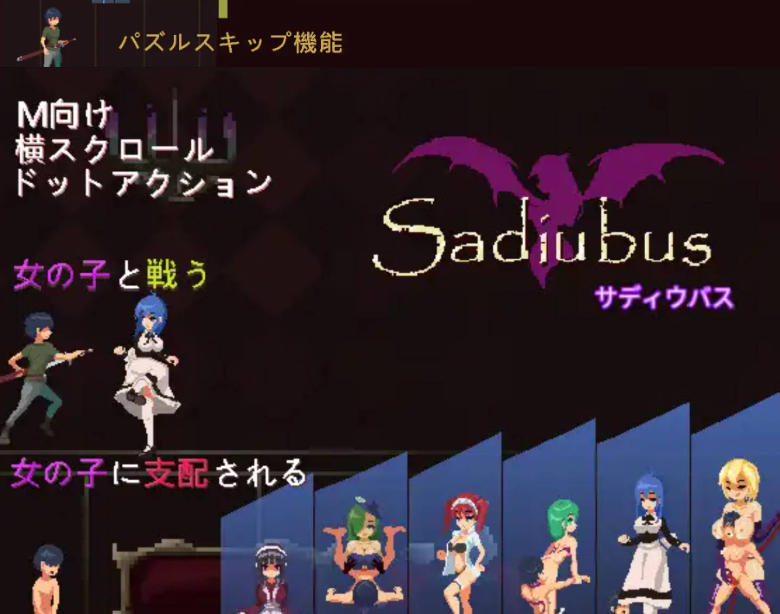 パズルスキップ機能
M向け
横スクロール
ドットアクション
Sadiubus
サディウバス
女の子と戦う
女の子に支配される